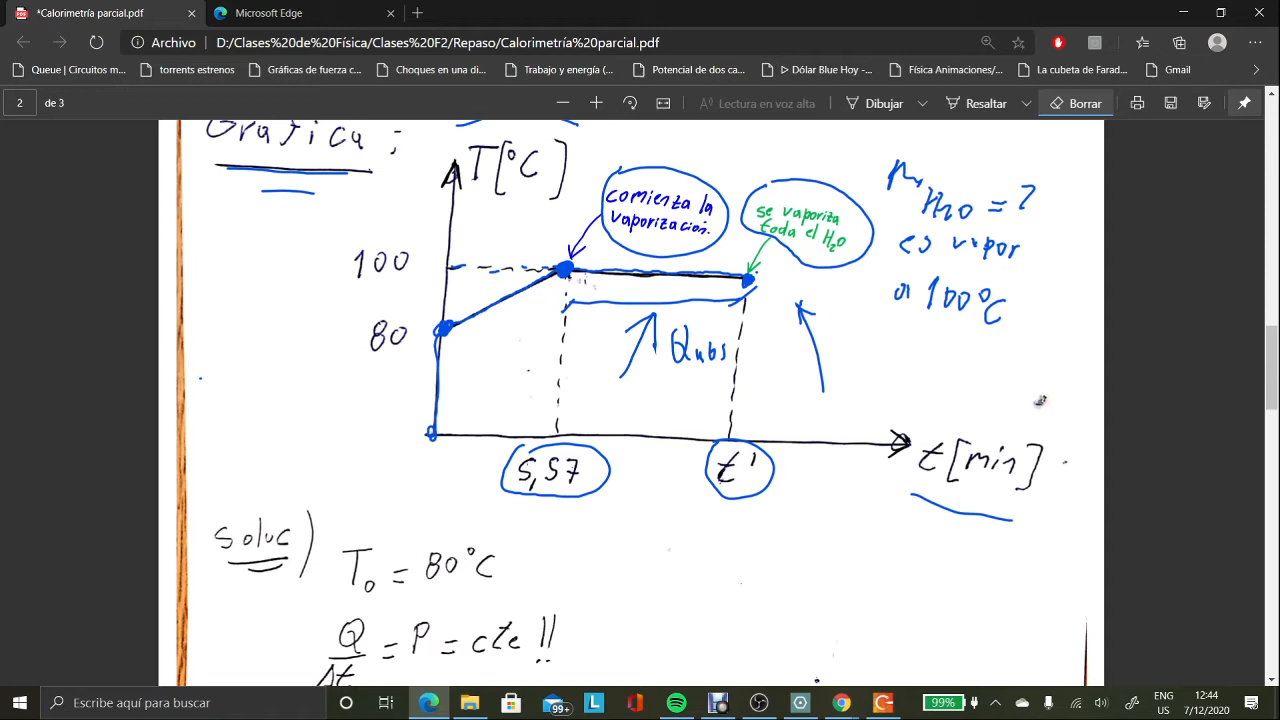 *Calorimetría parcial.pdf
Microsoft Edge
Archivo D:/Clases%20de%20Física/Clases%20F2/Repaso/Calorimetría%20parcial.pdf
Queue | Circuitos m...
torrents estrenos
Gráficas de fuerza c...
Choques en una di...
Trabajo y energía (...
Potencial de dos ca...
▷ Dólar Blue Hoy -...
Física Animaciones/...
La cubeta de Farad...
Gmail
2 de 3
Lectura en voz alta
Dibujar
Resaltar
Borrar
Gráfica:
T[°C]
comienza la
vaporización.
se vaporiza
toda el H2O
H2O = ?
es vapor
a 100°C
100
80
Qabs
5,57
t'
t[min]
soluc)
T0 = 80°C
Q/Δt = P = cte!!
Escribe aquí para buscar
99+
99%
ENG
12:44
7/12/2020